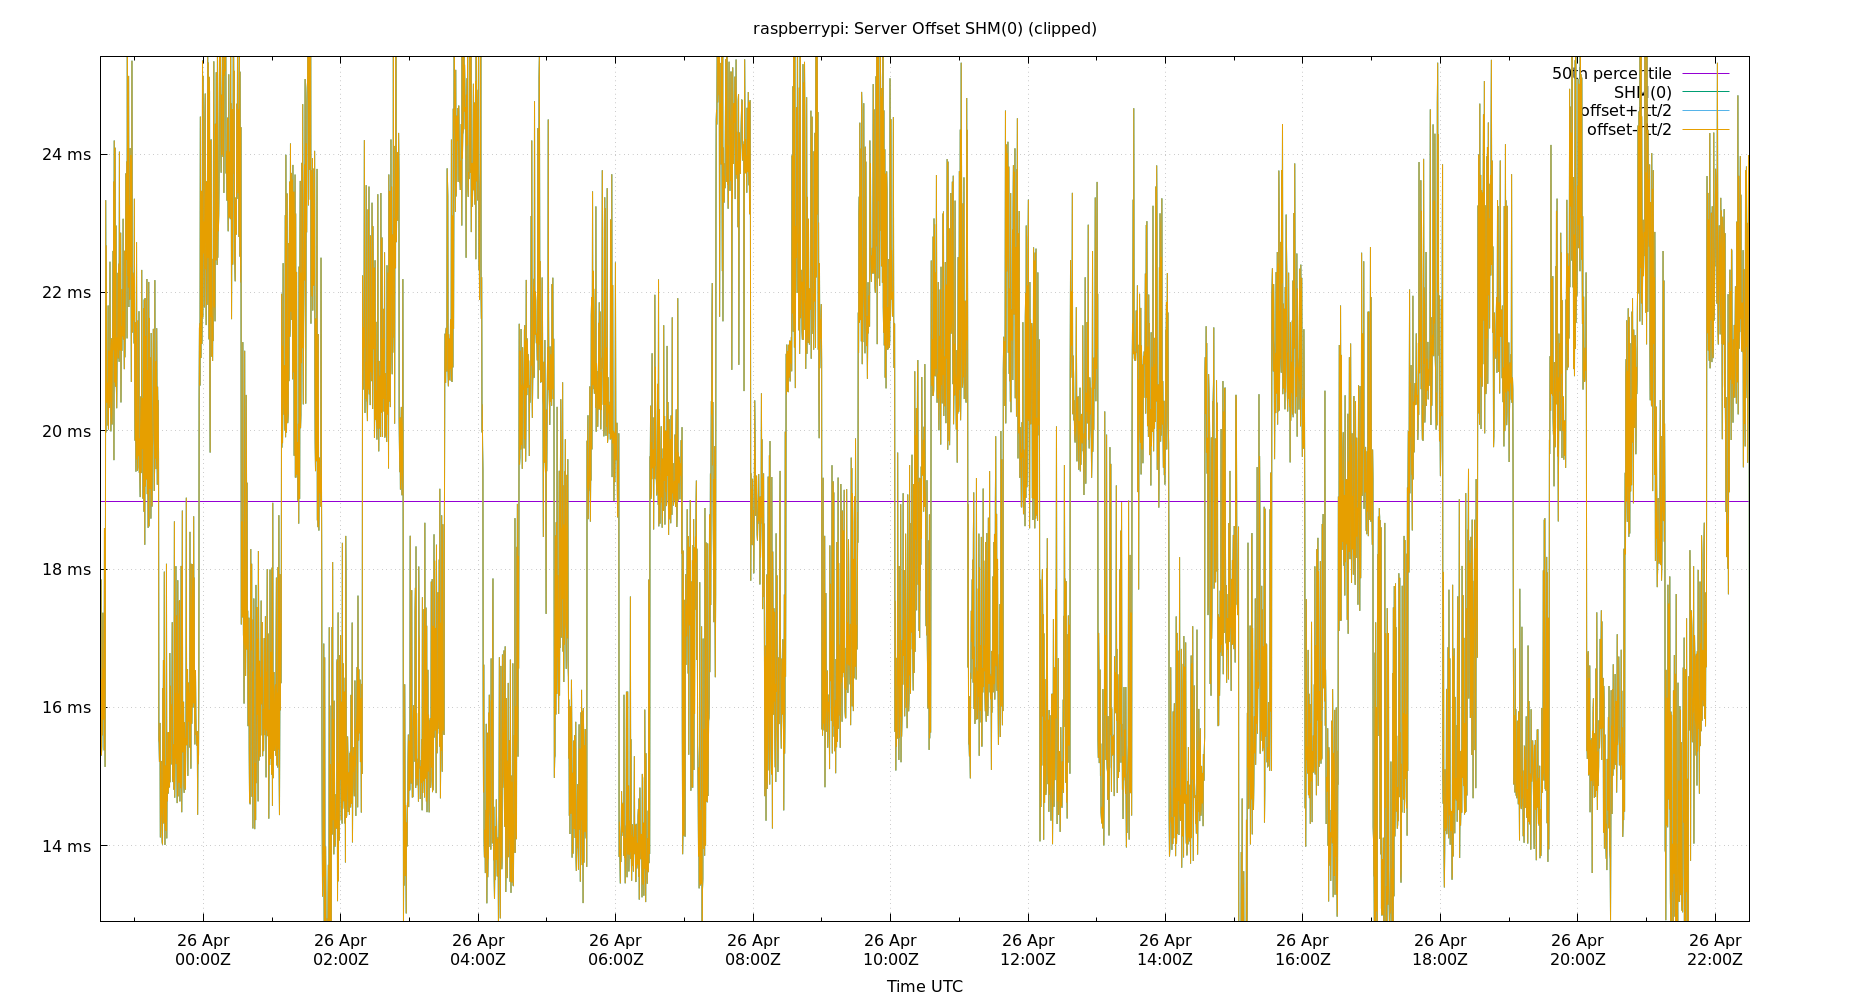 raspberrypi: Server Offset SHM(0) (clipped)
50th percentile
SHM(0)
offset+rtt/2
offset-rtt/2
24 ms
22 ms
20 ms
18 ms
16 ms
14 ms
26 Apr 26 Apr 26 Apr 26 Apr 26 Apr 26 Apr 26 Apr 26 Apr 26 Apr 26 Apr 26 Apr 26 Apr
00:00Z 02:00Z 04:00Z 06:00Z 08:00Z 10:00Z 12:00Z 14:00Z 16:00Z 18:00Z 20:00Z 22:00Z
Time UTC